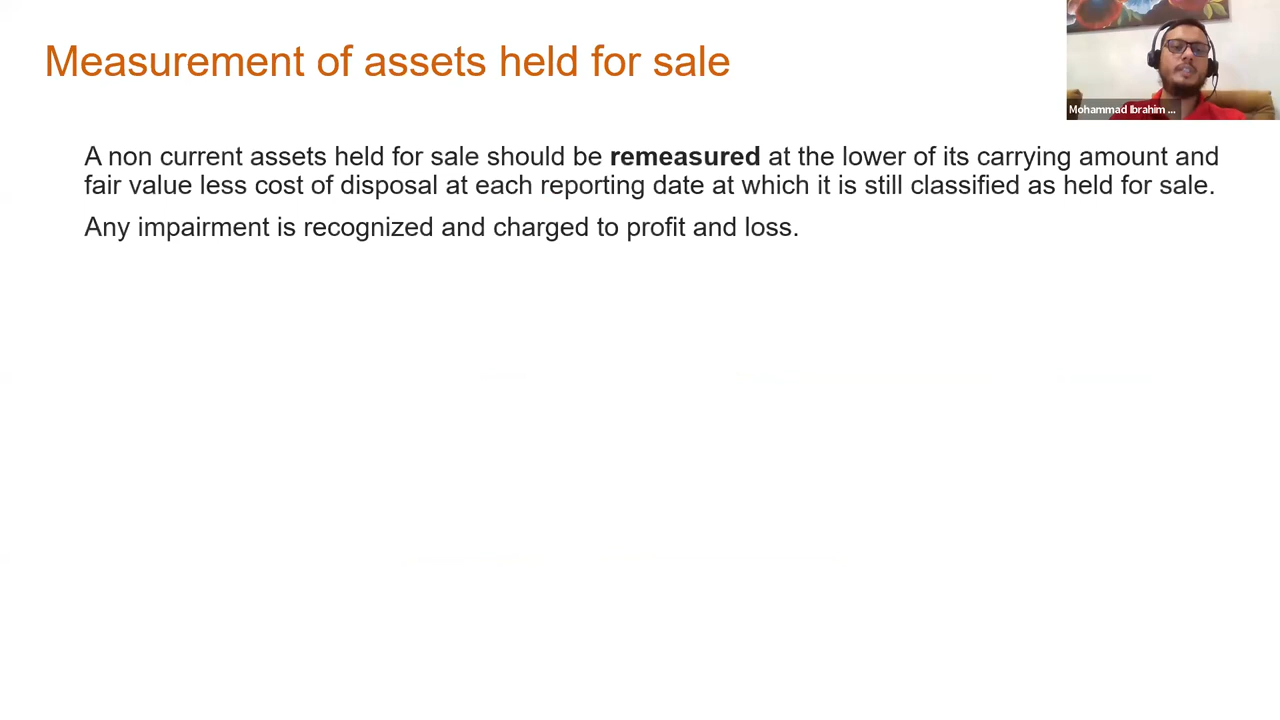 Measurement of assets held for sale
Mohammad Ibrahim ...
A non current assets held for sale should be remeasured at the lower of its carrying amount and
fair value less cost of disposal at each reporting date at which it is still classified as held for sale.
Any impairment is recognized and charged to profit and loss.